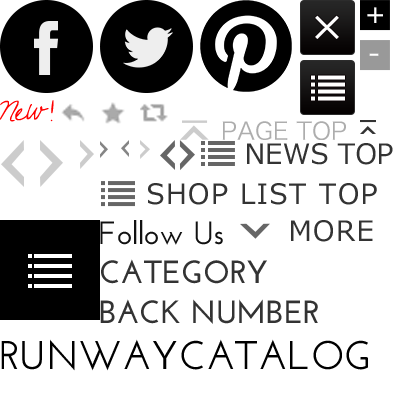 New!
PAGE TOP
NEWS TOP
SHOP LIST TOP
Follow Us
MORE
CATEGORY
BACK NUMBER
RUNWAYCATALOG